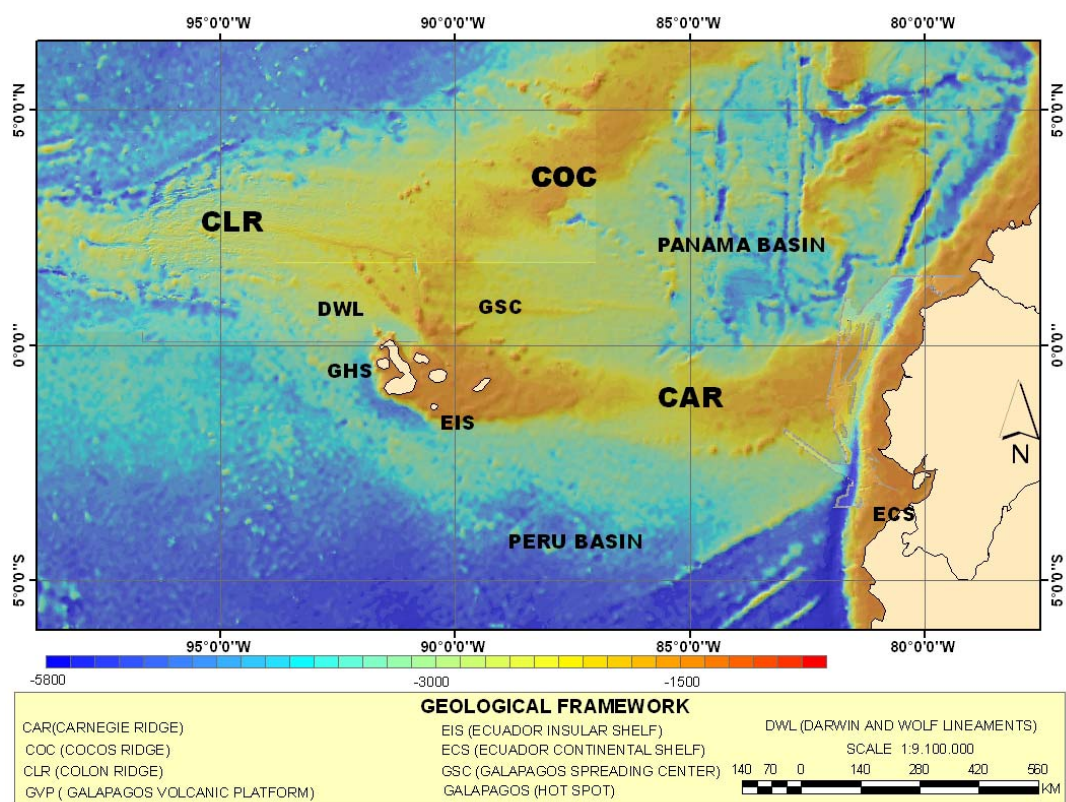 95°0'0"W 90°0'0"W 85°0'0"W 80°0'0"W
5°0'0"N 5°0'0"N
COC
CLR
PANAMA BASIN
DWL GSC
0°0'0" 0°0'0"
GHS
CAR
EIS
N
ECS
PERU BASIN
5°0'0"S 5°0'0"S
95°0'0"W 90°0'0"W 85°0'0"W 80°0'0"W
-5800 -3000 -1500
GEOLOGICAL FRAMEWORK
CAR(CARNEGIE RIDGE) EIS (ECUADOR INSULAR SHELF) DWL (DARWIN AND WOLF LINEAMENTS)
COC (COCOS RIDGE) ECS (ECUADOR CONTINENTAL SHELF) SCALE 1:9.100.000
CLR (COLON RIDGE) GSC (GALAPAGOS SPREADING CENTER) 140 70 0 140 280 420 560
GVP ( GALAPAGOS VOLCANIC PLATFORM) GALAPAGOS (HOT SPOT) KM